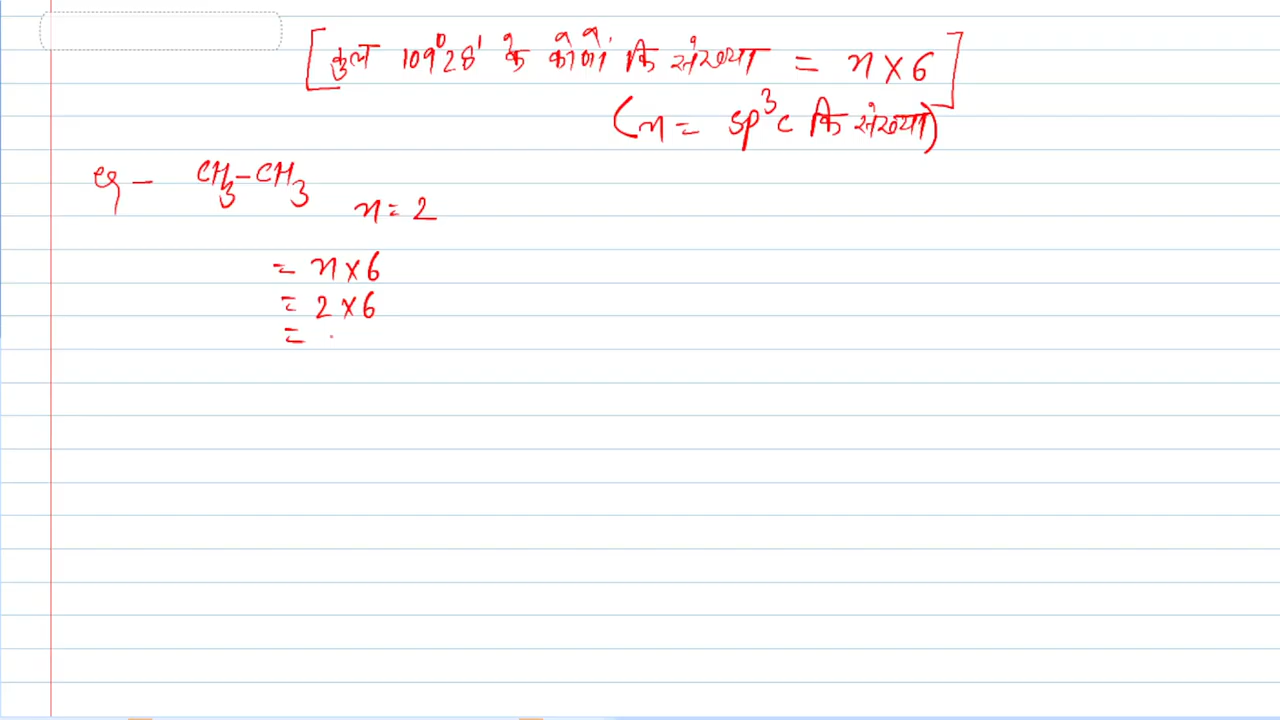 [कुल 109°28' के कोणों कि संख्या = n × 6]
(n = sp³ c कि संख्या)
eg - CH₃-CH₃
n = 2
= n × 6
= 2 × 6
=